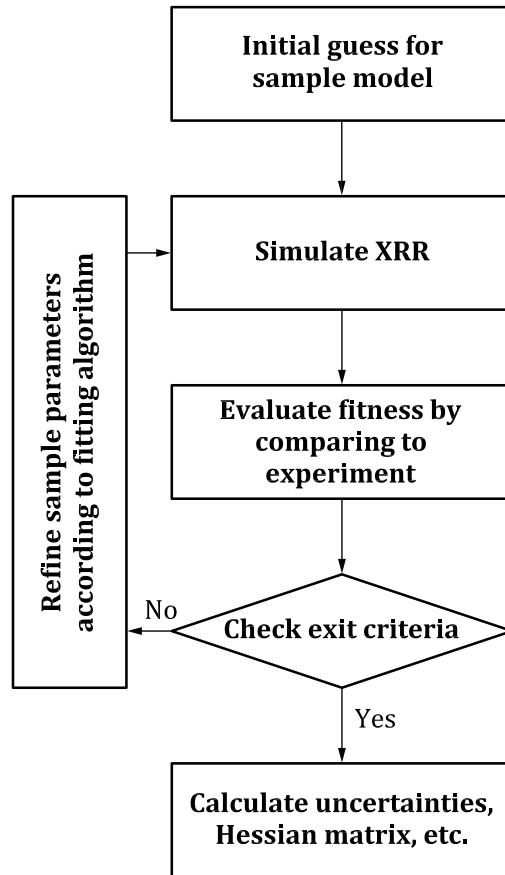 Initial guess for
sample model
Simulate XRR
Refine sample parameters
according to fitting algorithm
Evaluate fitness by
comparing to
experiment
No
Check exit criteria
Yes
Calculate uncertainties,
Hessian matrix, etc.